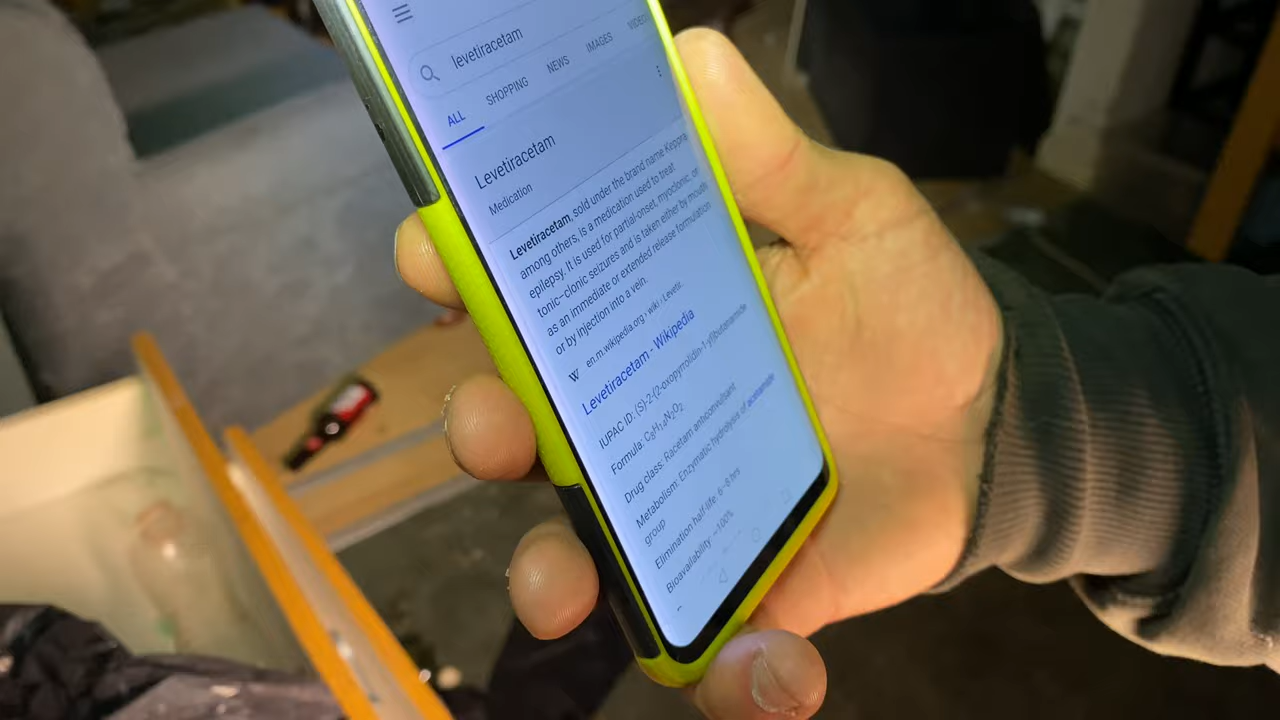 levetiracetam
ALL SHOPPING NEWS IMAGES VIDEO
Levetiracetam
Medication
Levetiracetam, sold under the brand name Keppra
among others, is a medication used to treat
epilepsy. It is used for partial-onset, myoclonic, or
tonic–clonic seizures and is taken either by mouth
as an immediate or extended release formulation
or by injection into a vein.
W en.m.wikipedia.org › wiki › Levetir...
Levetiracetam - Wikipedia
IUPAC ID: (S)-2-(2-oxopyrrolidin-1-yl)butanamide
Formula: C₈H₁₄N₂O₂
Drug class: Racetam anticonvulsant
Metabolism: Enzymatic hydrolysis of acetamide
group
Elimination half-life: 6–8 hrs
Bioavailability: ~100%